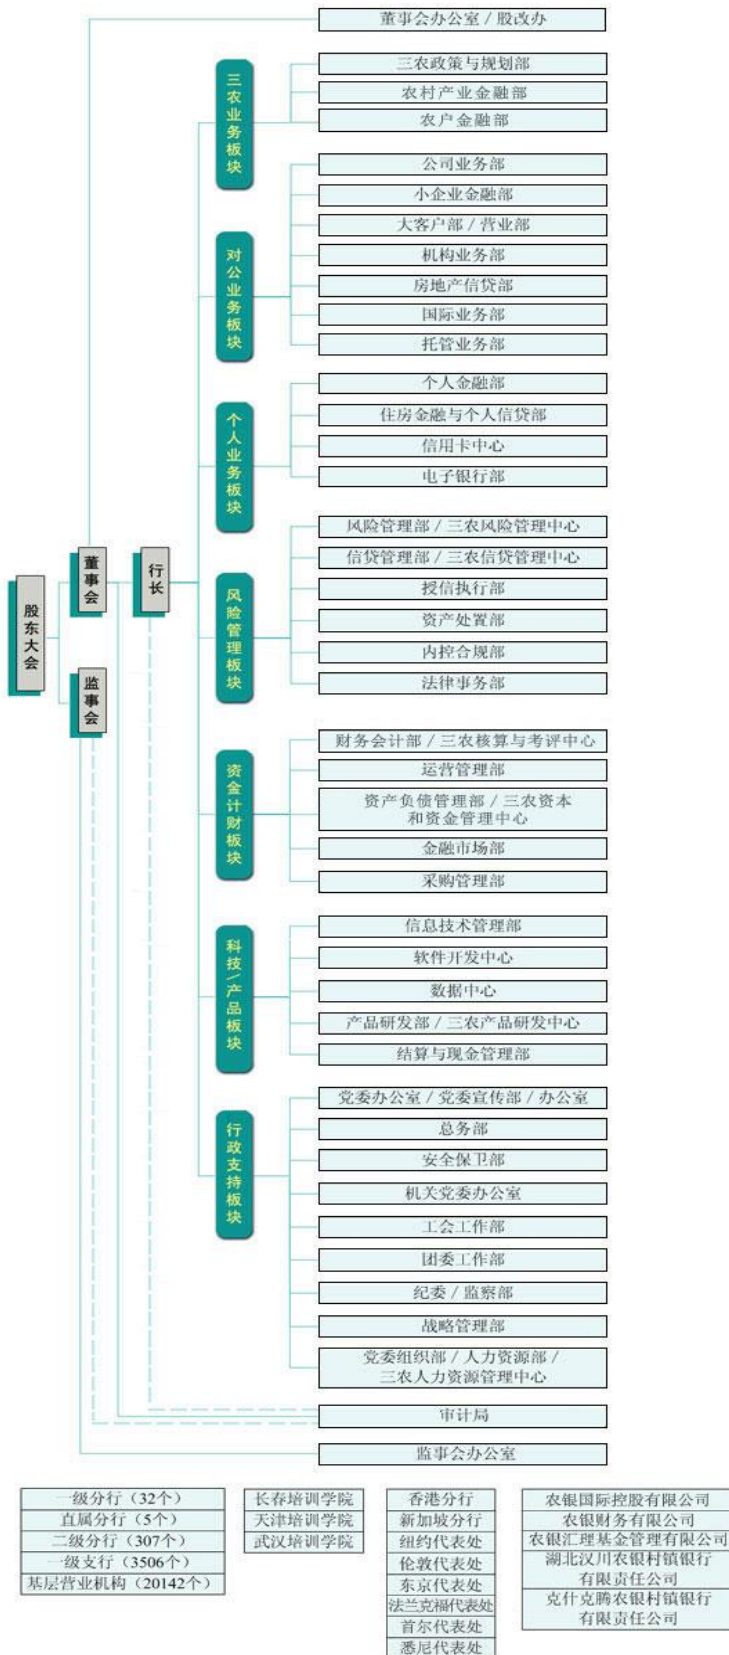 董事会办公室 / 股改办
三农业务板块
三农政策与规划部
农村产业金融部
农户金融部
对公业务板块
公司业务部
小企业金融部
大客户部 / 营业部
机构业务部
房地产信贷部
国际业务部
托管业务部
个人业务板块
个人金融部
住房金融与个人信贷部
信用卡中心
电子银行部
股东大会
董事会
监事会
行长
风险管理板块
风险管理部 / 三农风险管理中心
信贷管理部 / 三农信贷管理中心
授信执行部
资产处置部
内控合规部
法律事务部
资金计财板块
财务会计部 / 三农核算与考评中心
运营管理部
资产负债管理部 / 三农资本
和资金管理中心
金融市场部
采购管理部
科技\产品板块
信息技术管理部
软件开发中心
数据中心
产品研发部 / 三农产品研发中心
结算与现金管理部
行政支持板块
党委办公室 / 党委宣传部 / 办公室
总务部
安全保卫部
机关党委办公室
工会工作部
团委工作部
纪委 / 监察部
战略管理部
党委组织部 / 人力资源部 /
三农人力资源管理中心
审计局
监事会办公室
一级分行（32个）
直属分行（5个）
二级分行（307个）
一级支行（3506个）
基层营业机构（20142个）
长春培训学院
天津培训学院
武汉培训学院
香港分行
新加坡分行
纽约代表处
伦敦代表处
东京代表处
法兰克福代表处
首尔代表处
悉尼代表处
农银国际控股有限公司
农银财务有限公司
农银汇理基金管理有限公司
湖北汉川农银村镇银行
有限责任公司
克什克腾农银村镇银行
有限责任公司